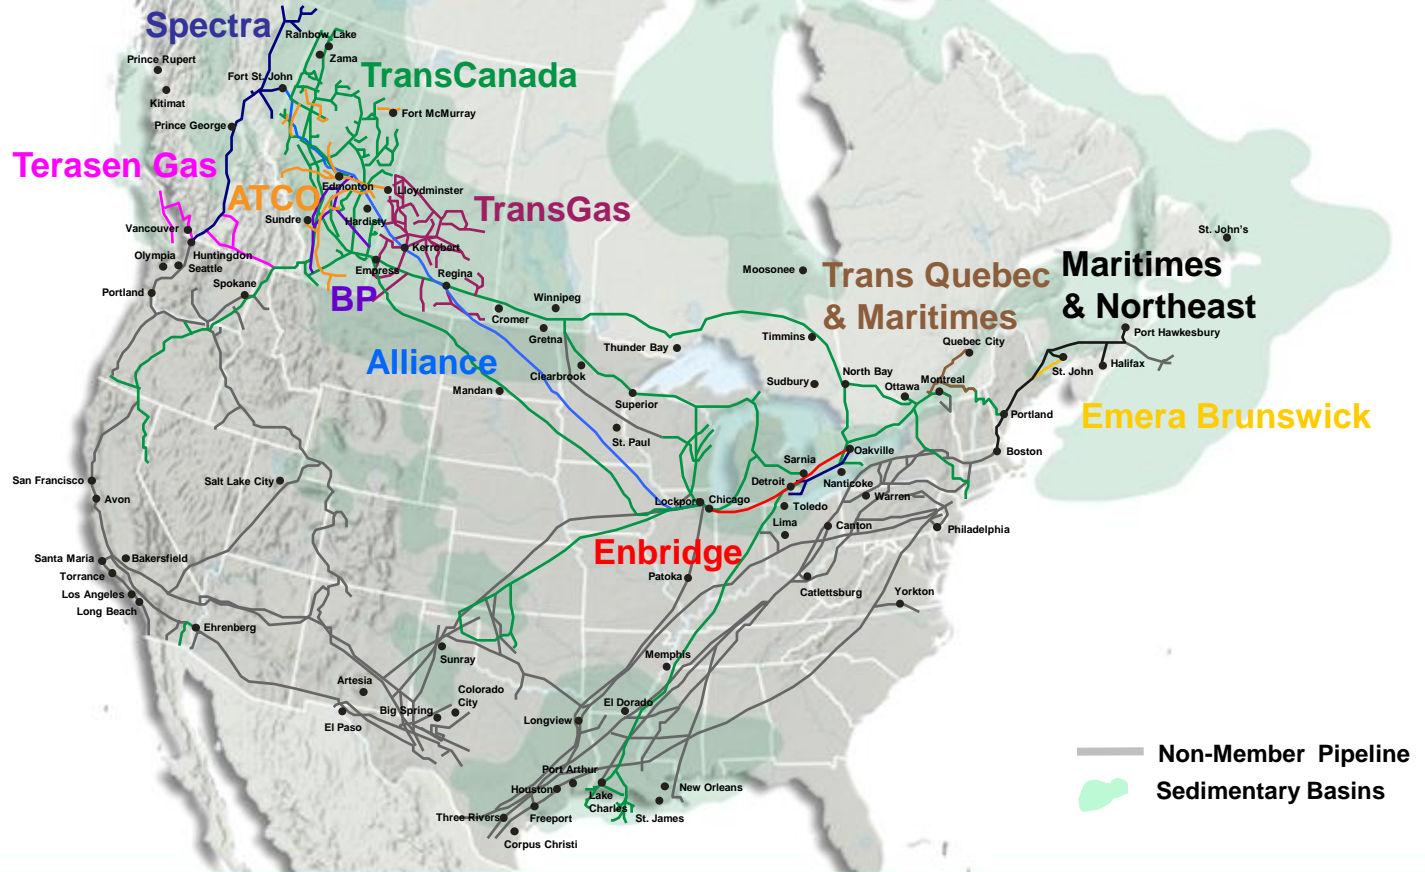 Spectra
Rainbow Lake
Zama
Prince Rupert
TransCanada
Fort St. John
Kitimat
Fort McMurray
Prince George
Terasen Gas
ATCO
Edmonton
Lloydminster
TransGas
Sundre
Hardisty
Vancouver
St. John's
Kerrobert
Olympia
Huntingdon
Seattle
Empress
Regina
Moosonee
Trans Quebec
& Maritimes
Maritimes
& Northeast
Portland
Spokane
BP
Winnipeg
Cromer
Gretna
Port Hawkesbury
Timmins
Quebec City
Thunder Bay
Alliance
Clearbrook
St. John
Halifax
North Bay
Sudbury
Ottawa
Montreal
Mandan
Superior
Portland
Emera Brunswick
St. Paul
Oakville
Boston
Sarnia
San Francisco
Salt Lake City
Detroit
Nanticoke
Avon
Lockport
Chicago
Warren
Toledo
Lima
Canton
Philadelphia
Enbridge
Santa Maria
Bakersfield
Torrance
Patoka
Los Angeles
Catlettsburg
Yorkton
Long Beach
Ehrenberg
Sunray
Memphis
Artesia
Colorado
City
Big Spring
El Dorado
El Paso
Longview
Non-Member Pipeline
Port Arthur
Houston
Lake
Charles
New Orleans
Sedimentary Basins
Three Rivers
Freeport
St. James
Corpus Christi